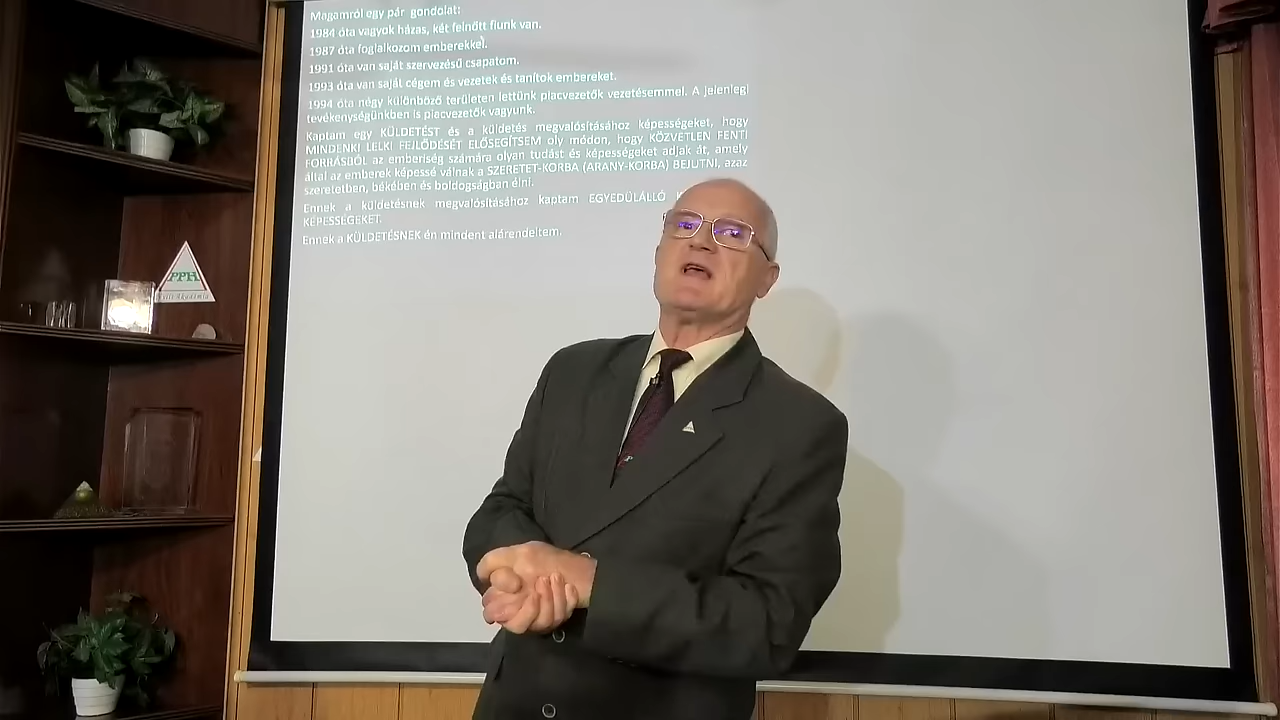 Magamról egy pár gondolat:
1984 óta vagyok házas, két felnőtt fiunk van.
1987 óta foglalkozom emberekkel.
1991 óta van saját szervezésű csapatom.
1993 óta van saját cégem és vezetek és tanítok embereket.
1994 óta négy különböző területen lettünk piacvezetők vezetésemmel. A jelenlegi
tevékenységünkben is piacvezetők vagyunk.
Kaptam egy KÜLDETÉST és a küldetés megvalósításához képességeket, hogy
MINDENKI LELKI FEJLŐDÉSÉT ELŐSEGÍTSEM oly módon, hogy KÖZVETLEN FENTI
FORRÁSBÓL az emberiség számára olyan tudást és képességeket adjak át, amely
által az emberek képessé válnak a SZERETET-KORBA (ARANY-KORBA) BEJUTNI, azaz
szeretetben, békében és boldogságban élni.
Ennek a küldetésnek megvalósításához kaptam EGYEDÜLÁLLÓ
KÉPESSÉGEKET.
Ennek a KÜLDETÉSNEK én mindent alárendeltem.
PPH
Akadémia